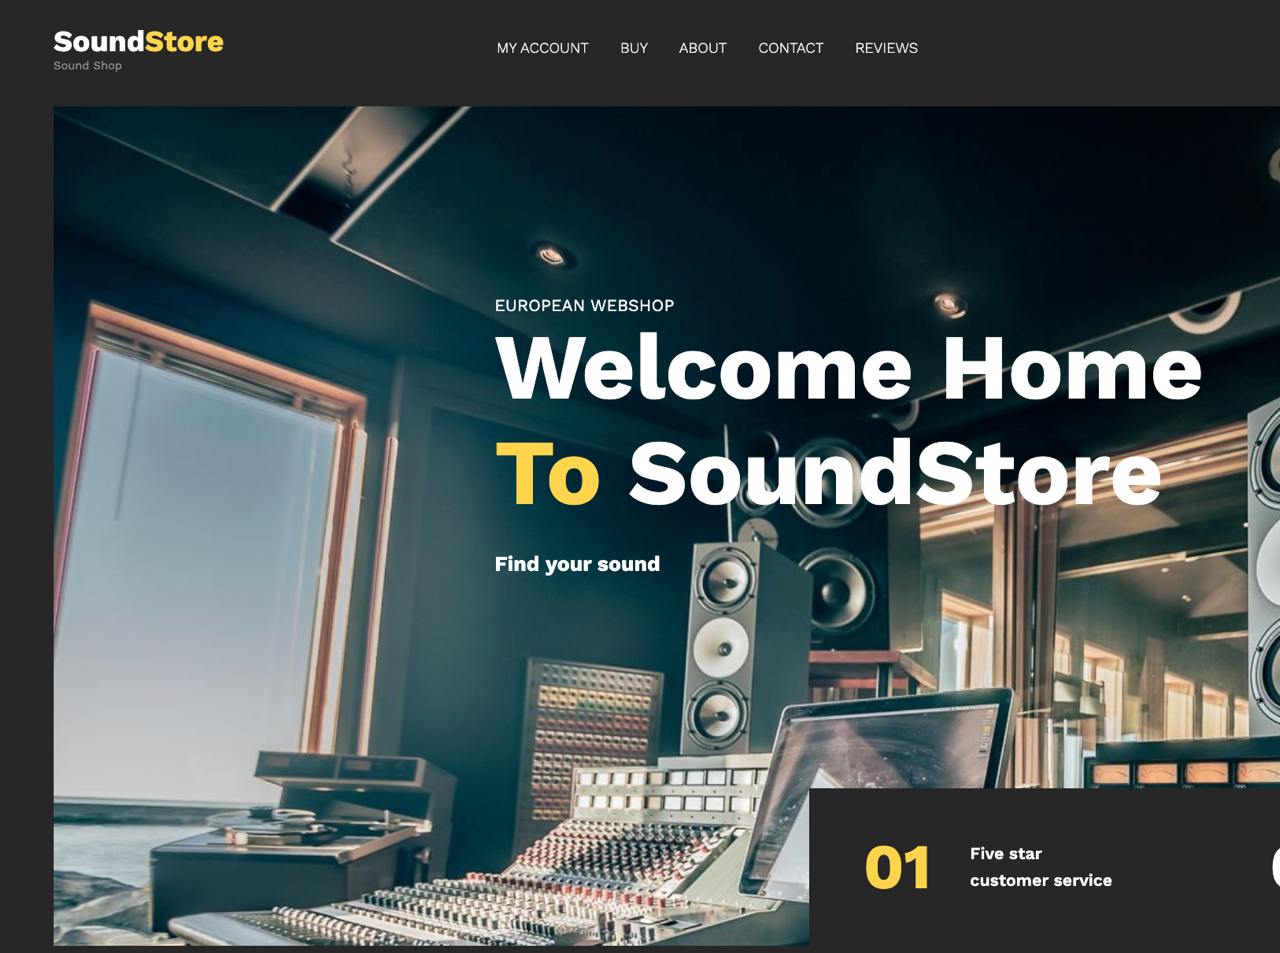 SoundStore
Sound Shop
MY ACCOUNT BUY ABOUT CONTACT REVIEWS
EUROPEAN WEBSHOP
Welcome Home
To SoundStore
Find your sound
01
Five star
customer service